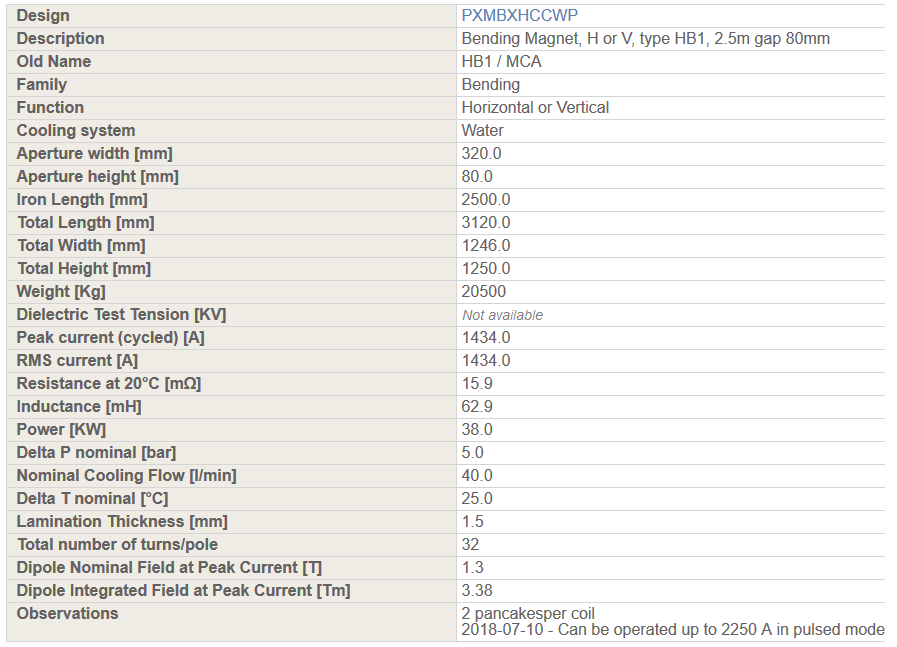 Design PXMBXHCCWP
Description Bending Magnet, H or V, type HB1, 2.5m gap 80mm
Old Name HB1 / MCA
Family Bending
Function Horizontal or Vertical
Cooling system Water
Aperture width [mm] 320.0
Aperture height [mm] 80.0
Iron Length [mm] 2500.0
Total Length [mm] 3120.0
Total Width [mm] 1246.0
Total Height [mm] 1250.0
Weight [Kg] 20500
Dielectric Test Tension [KV] Not available
Peak current (cycled) [A] 1434.0
RMS current [A] 1434.0
Resistance at 20°C [mΩ] 15.9
Inductance [mH] 62.9
Power [KW] 38.0
Delta P nominal [bar] 5.0
Nominal Cooling Flow [l/min] 40.0
Delta T nominal [°C] 25.0
Lamination Thickness [mm] 1.5
Total number of turns/pole 32
Dipole Nominal Field at Peak Current [T] 1.3
Dipole Integrated Field at Peak Current [Tm] 3.38
Observations 2 pancakesper coil
2018-07-10 - Can be operated up to 2250 A in pulsed mode